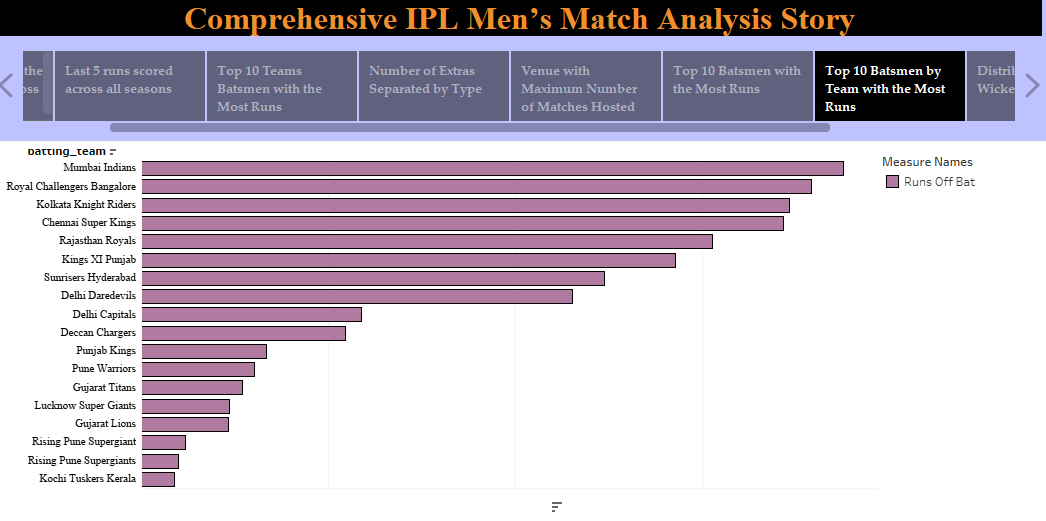 Comprehensive IPL Men’s Match Analysis Story
the
oss
Last 5 runs scored
across all seasons
Top 10 Teams
Batsmen with the
Most Runs
Number of Extras
Separated by Type
Venue with
Maximum Number
of Matches Hosted
Top 10 Batsmen with
the Most Runs
Top 10 Batsmen by
Team with the Most
Runs
Distrib
Wicke
batting_team
Mumbai Indians
Royal Challengers Bangalore
Kolkata Knight Riders
Chennai Super Kings
Rajasthan Royals
Kings XI Punjab
Sunrisers Hyderabad
Delhi Daredevils
Delhi Capitals
Deccan Chargers
Punjab Kings
Pune Warriors
Gujarat Titans
Lucknow Super Giants
Gujarat Lions
Rising Pune Supergiant
Rising Pune Supergiants
Kochi Tuskers Kerala
Measure Names
Runs Off Bat